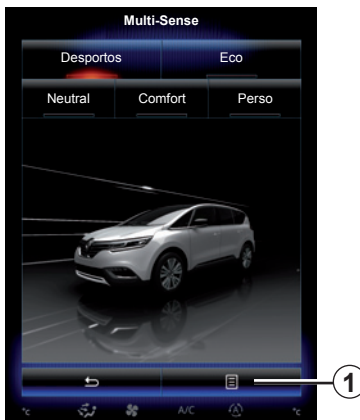 Multi-Sense
Desportos Eco
Neutral Comfort Perso
1
°c A/C A °c